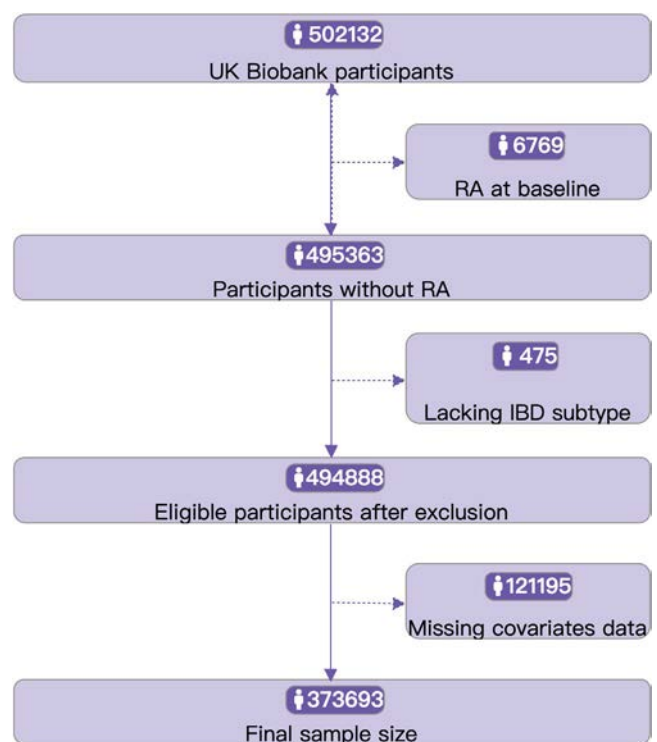 502132
UK Biobank participants
6769
RA at baseline
495363
Participants without RA
475
Lacking IBD subtype
494888
Eligible participants after exclusion
121195
Missing covariates data
373693
Final sample size